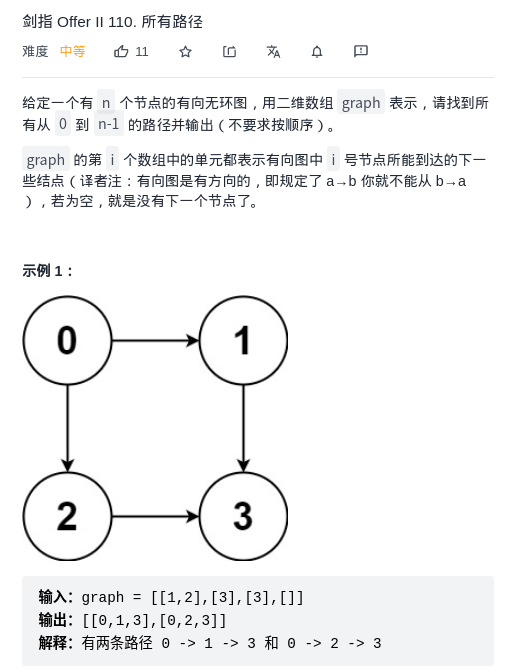 剑指 Offer II 110. 所有路径
难度 中等 11
给定一个有 n 个节点的有向无环图，用二维数组 graph 表示，请找到所
有从 0 到 n-1 的路径并输出（不要求按顺序）。
graph 的第 i 个数组中的单元都表示有向图中 i 号节点所能到达的下一
些结点（译者注：有向图是有方向的，即规定了 a→b 你就不能从 b→a
），若为空，就是没有下一个节点了。
示例 1：
0 1
2 3
输入：graph = [[1,2],[3],[3],[]]
输出：[[0,1,3],[0,2,3]]
解释：有两条路径 0 -> 1 -> 3 和 0 -> 2 -> 3